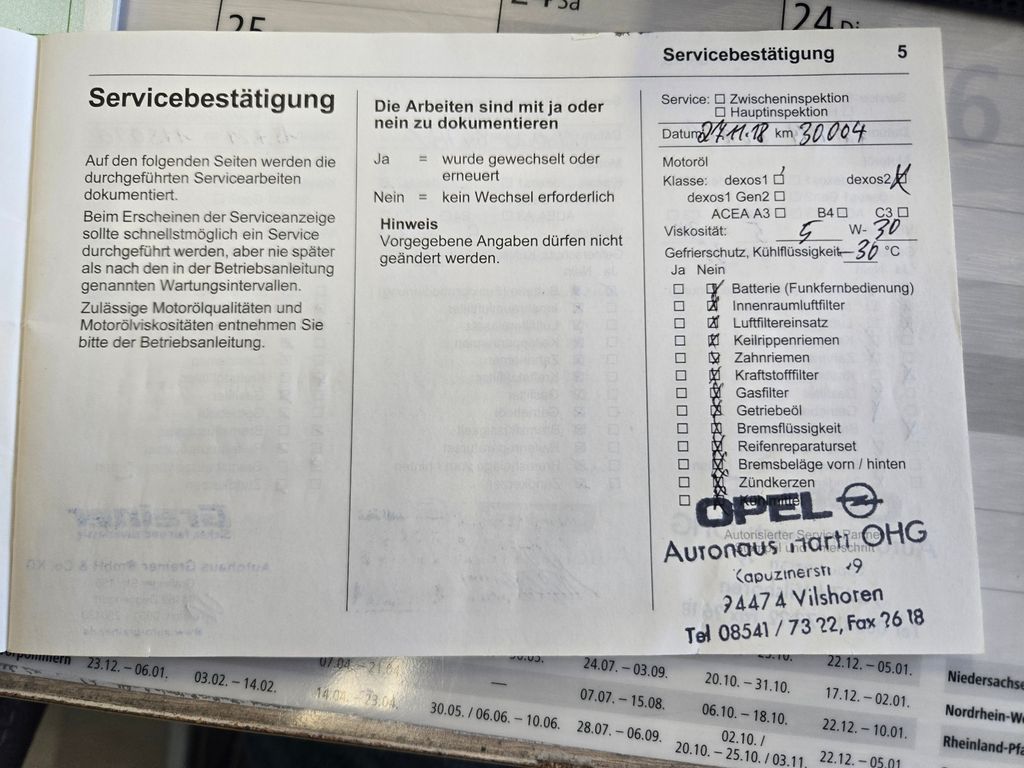 25
24 Di
6
Servicebestätigung 5
Servicebestätigung
Auf den folgenden Seiten werden die
durchgeführten Servicearbeiten
dokumentiert.
Beim Erscheinen der Serviceanzeige
sollte schnellstmöglich ein Service
durchgeführt werden, aber nie später
als nach den in der Betriebsanleitung
genannten Wartungsintervallen.
Zulässige Motorölqualitäten und
Motorölviskositäten entnehmen Sie
bitte der Betriebsanleitung.
Die Arbeiten sind mit ja oder
nein zu dokumentieren
Ja = wurde gewechselt oder
erneuert
Nein = kein Wechsel erforderlich
Hinweis
Vorgegebene Angaben dürfen nicht
geändert werden.
Service: ☐ Zwischeninspektion
☐ Hauptinspektion
Datum 27.11.18 km 30004
Motoröl
Klasse: dexos1 ☐ dexos2 ☒
dexos1 Gen2 ☐
ACEA A3 ☐ B4 ☐ C3 ☐
Viskosität: 5 W- 30
Gefrierschutz, Kühlflüssigkeit -30 °C
Ja Nein
☐ ☒ Batterie (Funkfernbedienung)
☐ ☒ Innenraumluftfilter
☐ ☒ Luftfiltereinsatz
☐ ☒ Keilrippenriemen
☐ ☒ Zahnriemen
☐ ☒ Kraftstofffilter
☐ ☒ Gasfilter
☐ ☒ Getriebeöl
☐ ☒ Bremsflüssigkeit
☐ ☒ Reifenreparaturset
☐ ☒ Bremsbeläge vorn / hinten
☐ ☒ Zündkerzen
☐ ☒
OPEL
Autorisierter Service Partner
OHG
Vilshofen
Tel 08541 / 73 22, Fax 26 18
23.12. – 06.01. 03.02. – 14.02. 24.07. – 03.09. 20.10. – 31.10. 22.12. – 05.01. Niedersachse
— 07.07. – 15.08. 17.12. – 02.01.
30.05. / 06.06. – 10.06. 28.07. – 06.09. 06.10. – 18.10. 22.12. – 10.01. Nordrhein-We
02.10. /
20.10. – 25.10. / 03.11. 22.12. – 05.01 Rheinland-Pfa